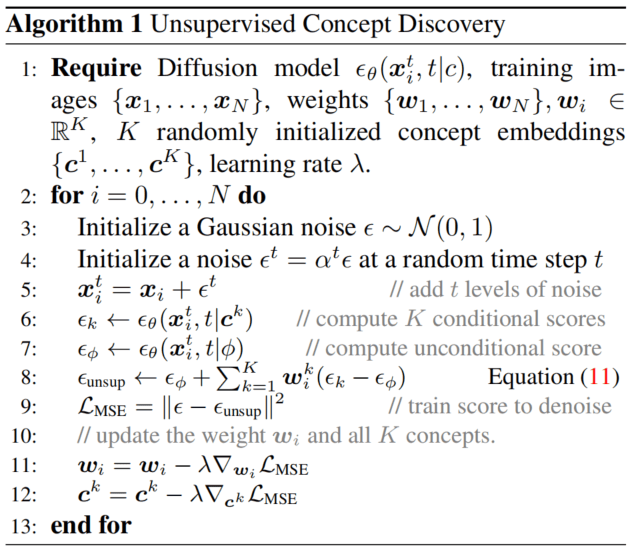 Algorithm 1 Unsupervised Concept Discovery
1: Require Diffusion model $\epsilon_\theta(\boldsymbol{x}_i^t, t|c)$, training im-
ages $\{\boldsymbol{x}_1, \ldots, \boldsymbol{x}_N\}$, weights $\{\boldsymbol{w}_1, \ldots, \boldsymbol{w}_N\}, \boldsymbol{w}_i \in$
$\mathbb{R}^K$, $K$ randomly initialized concept embeddings
$\{\boldsymbol{c}^1, \ldots, \boldsymbol{c}^K\}$, learning rate $\lambda$.
2: for $i = 0, \ldots, N$ do
3: Initialize a Gaussian noise $\epsilon \sim \mathcal{N}(0, 1)$
4: Initialize a noise $\epsilon^t = \alpha^t \epsilon$ at a random time step $t$
5: $\boldsymbol{x}_i^t = \boldsymbol{x}_i + \epsilon^t$ // add $t$ levels of noise
6: $\epsilon_k \leftarrow \epsilon_\theta(\boldsymbol{x}_i^t, t|\boldsymbol{c}^k)$ // compute $K$ conditional scores
7: $\epsilon_\phi \leftarrow \epsilon_\theta(\boldsymbol{x}_i^t, t|\phi)$ // compute unconditional score
8: $\epsilon_{\text{unsup}} \leftarrow \epsilon_\phi + \sum_{k=1}^{K} \boldsymbol{w}_i^k (\epsilon_k - \epsilon_\phi)$ Equation (11)
9: $\mathcal{L}_{\text{MSE}} = \|\epsilon - \epsilon_{\text{unsup}}\|^2$ // train score to denoise
10: // update the weight $\boldsymbol{w}_i$ and all $K$ concepts.
11: $\boldsymbol{w}_i = \boldsymbol{w}_i - \lambda \nabla_{\boldsymbol{w}_i} \mathcal{L}_{\text{MSE}}$
12: $\boldsymbol{c}^k = \boldsymbol{c}^k - \lambda \nabla_{\boldsymbol{c}^k} \mathcal{L}_{\text{MSE}}$
13: end for